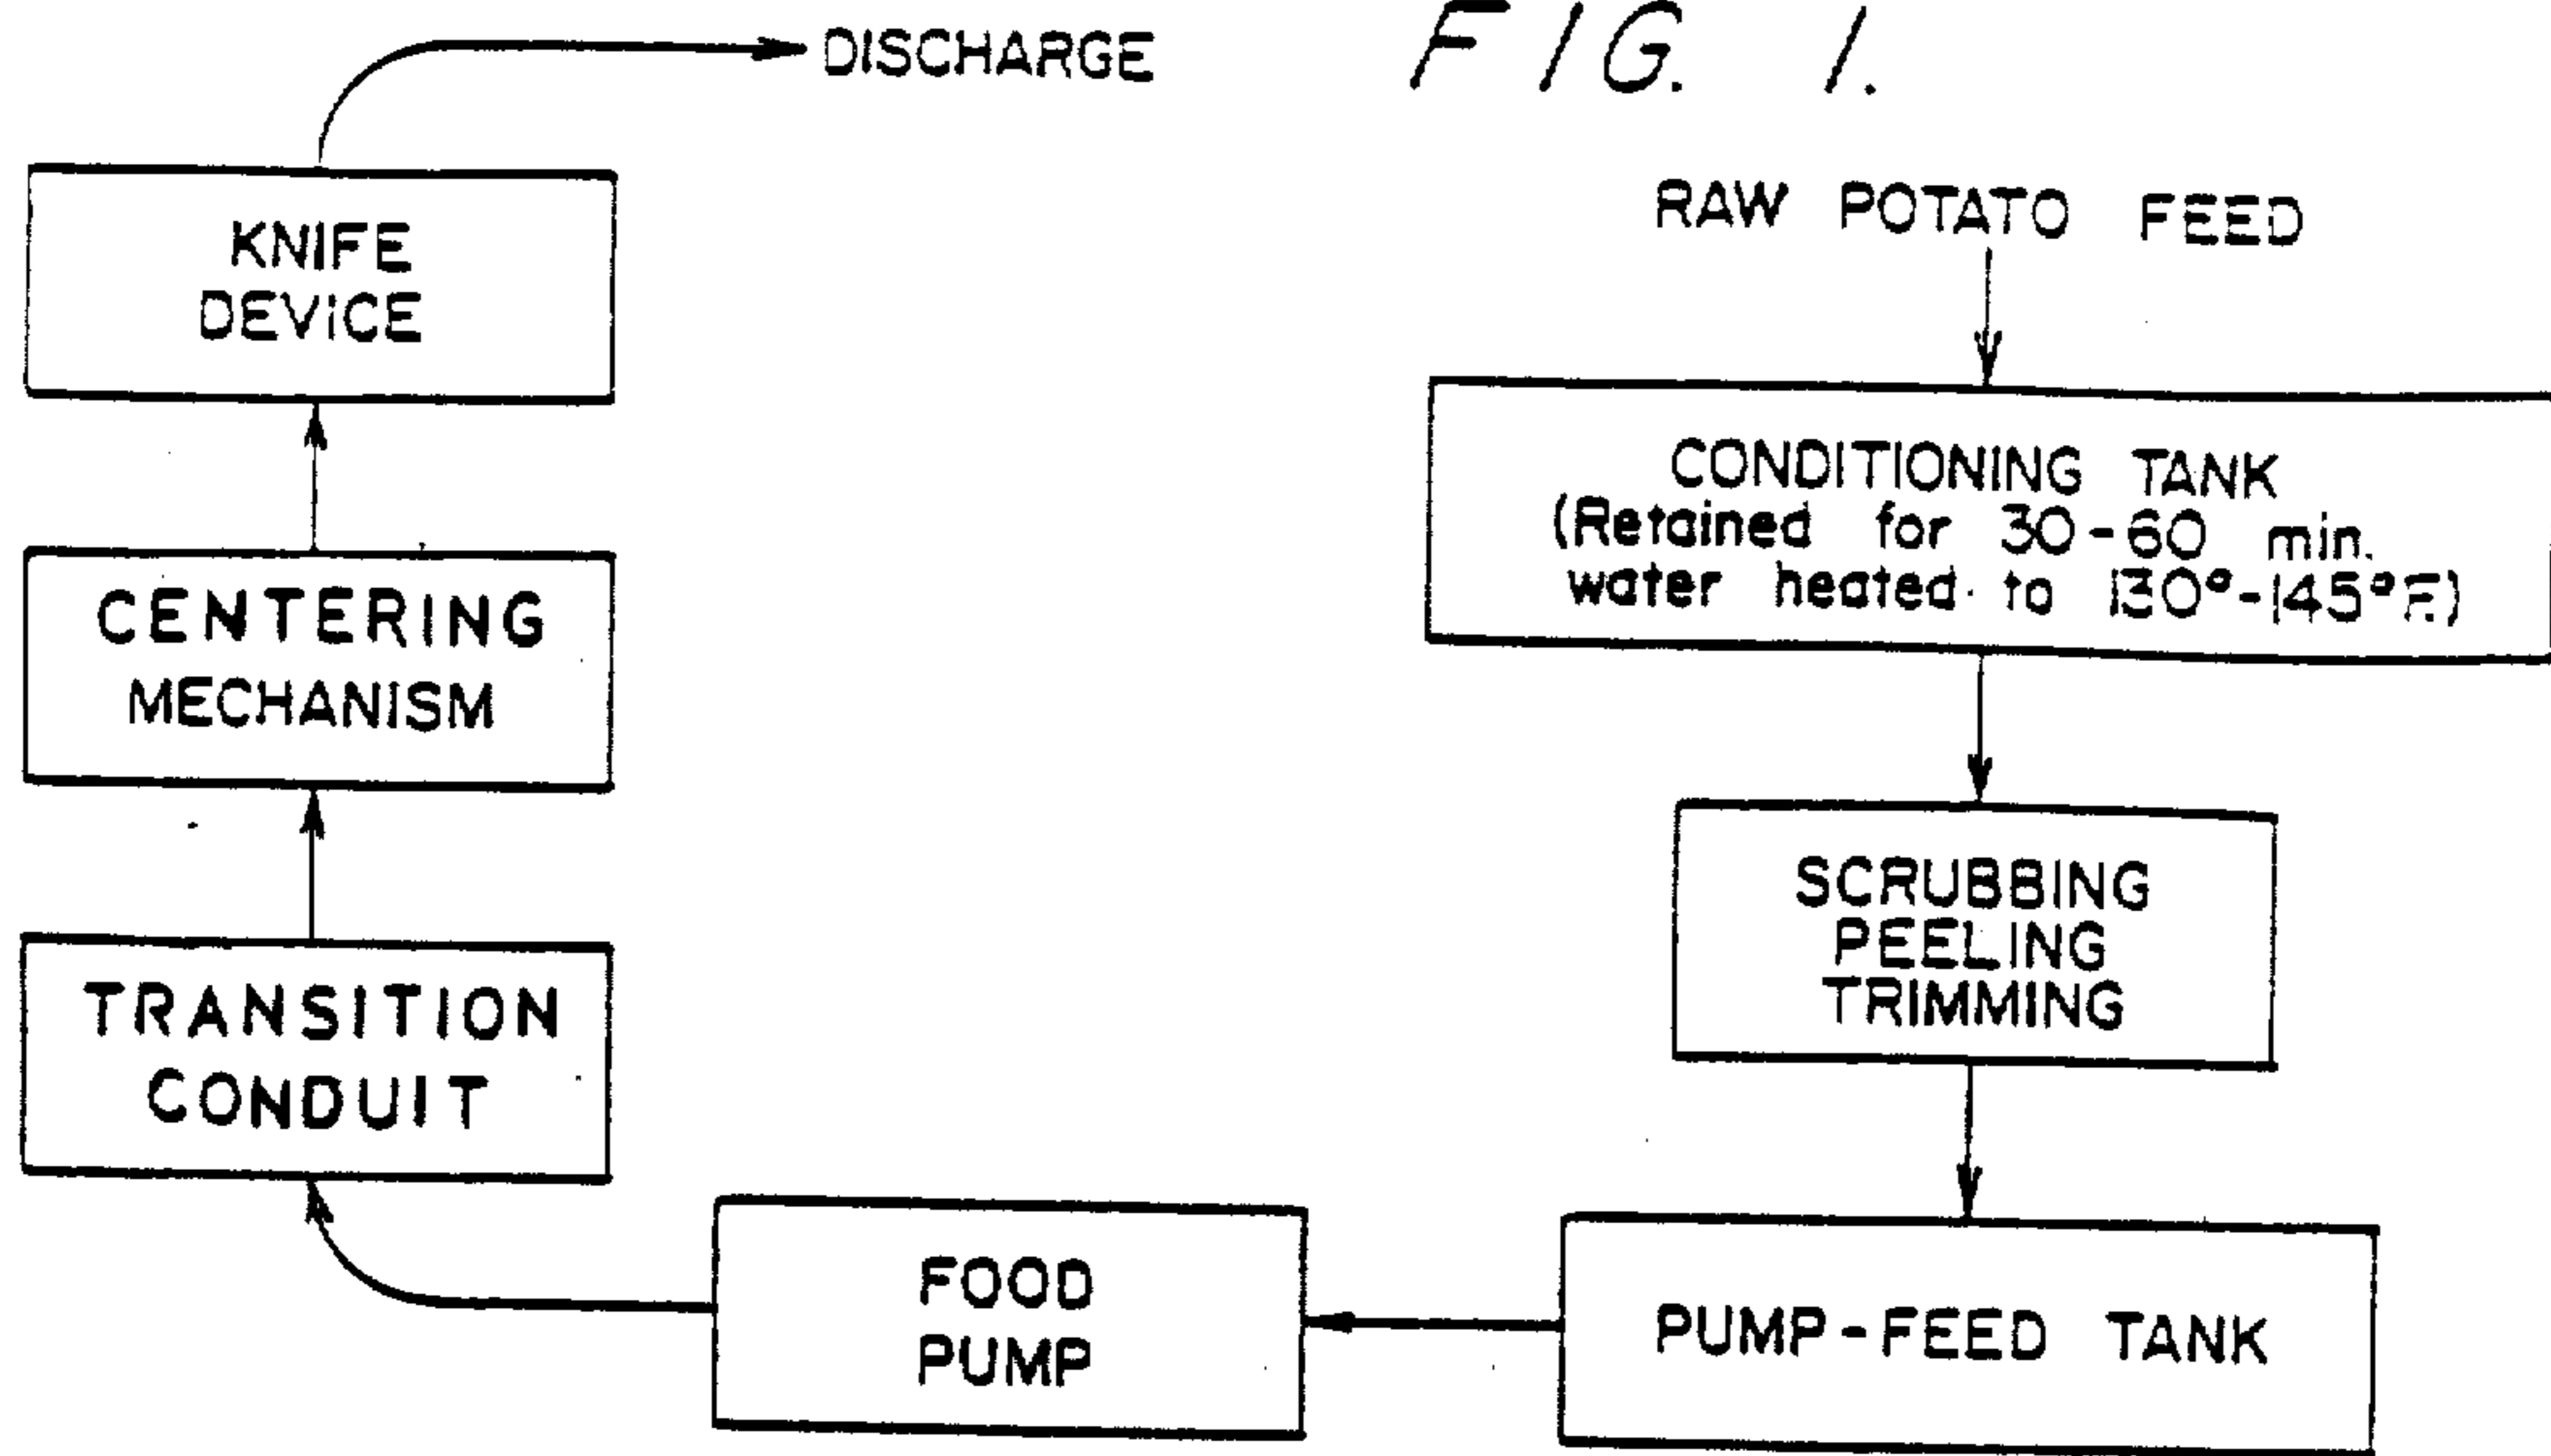 FIG. 1.
RAW POTATO FEED
CONDITIONING TANK
(Retained for 30-60 min.
water heated to 130°-145°F.)
SCRUBBING
PEELING
TRIMMING
PUMP-FEED TANK
FOOD
PUMP
TRANSITION
CONDUIT
CENTERING
MECHANISM
KNIFE
DEVICE
DISCHARGE